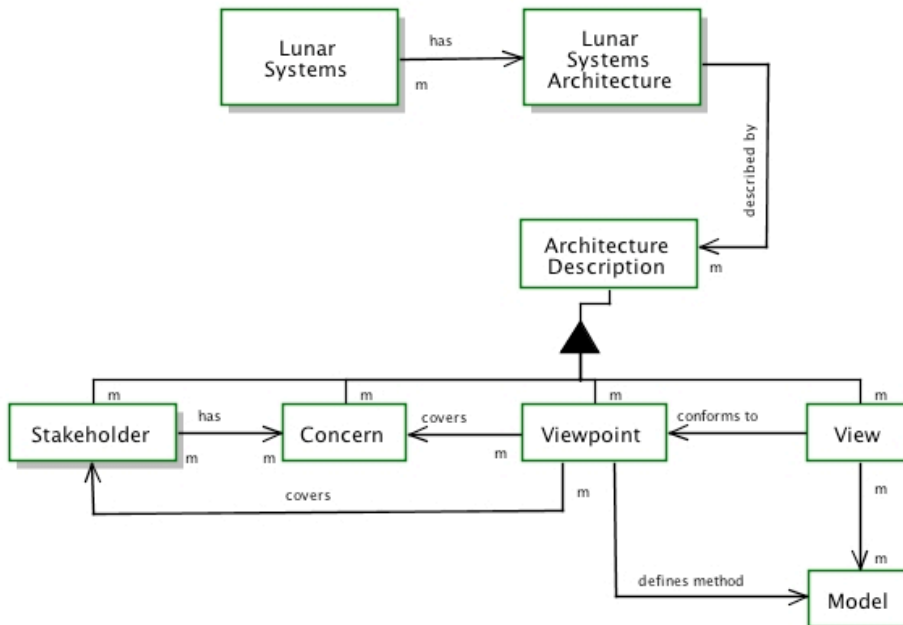 Lunar
Systems
has
m
Lunar
Systems
Architecture
described by
Architecture
Description
m
m
m
m
m
Stakeholder
has
m
m
Concern
covers
m
Viewpoint
conforms to
View
covers
m
m
m
defines method
Model